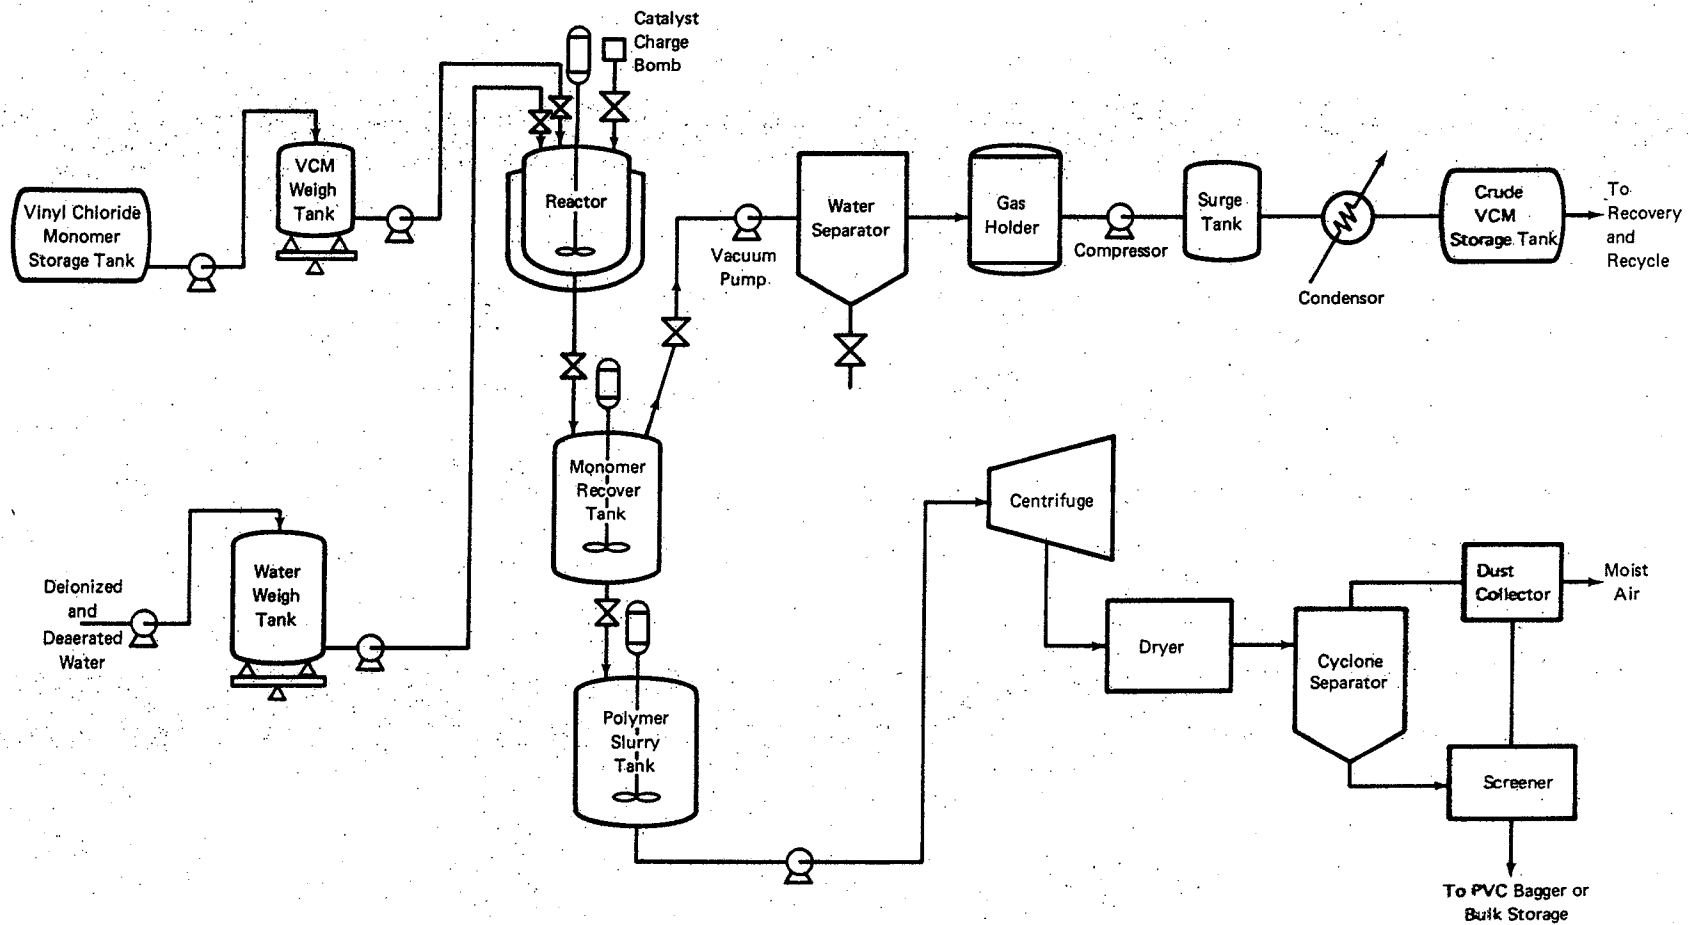 Catalyst
Charge
Bomb
VCM
Weigh
Tank
Vinyl Chloride
Monomer
Storage Tank
Reactor
Vacuum
Pump
Water
Separator
Gas
Holder
Compressor
Surge
Tank
Condensor
Crude
VCM
Storage Tank
To
Recovery
and
Recycle
Monomer
Recover
Tank
Centrifuge
Deionized
and
Deaerated
Water
Water
Weigh
Tank
Polymer
Slurry
Tank
Dryer
Cyclone
Separator
Dust
Collector
Moist
Air
Screener
To PVC Bagger or
Bulk Storage